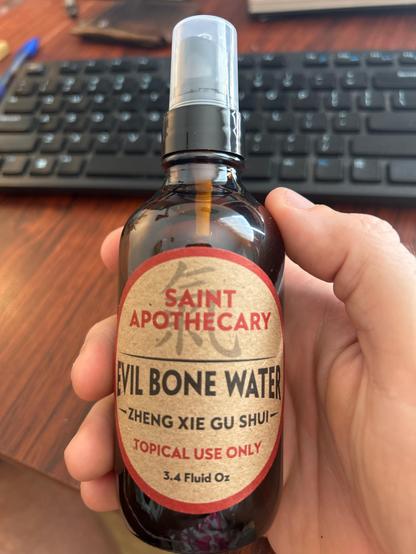 氣
SAINT
APOTHECARY
EVIL BONE WATER
ZHENG XIE GU SHUI
TOPICAL USE ONLY
3.4 Fluid Oz